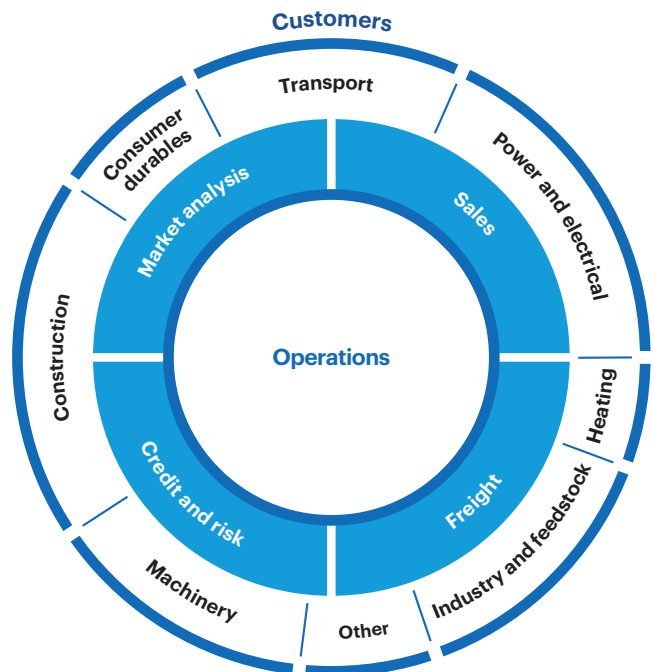 Customers
Transport
Consumer
durables
Power and electrical
Market analysis
Sales
Construction
Operations
Heating
Credit and risk
Freight
Industry and feedstock
Machinery
Other